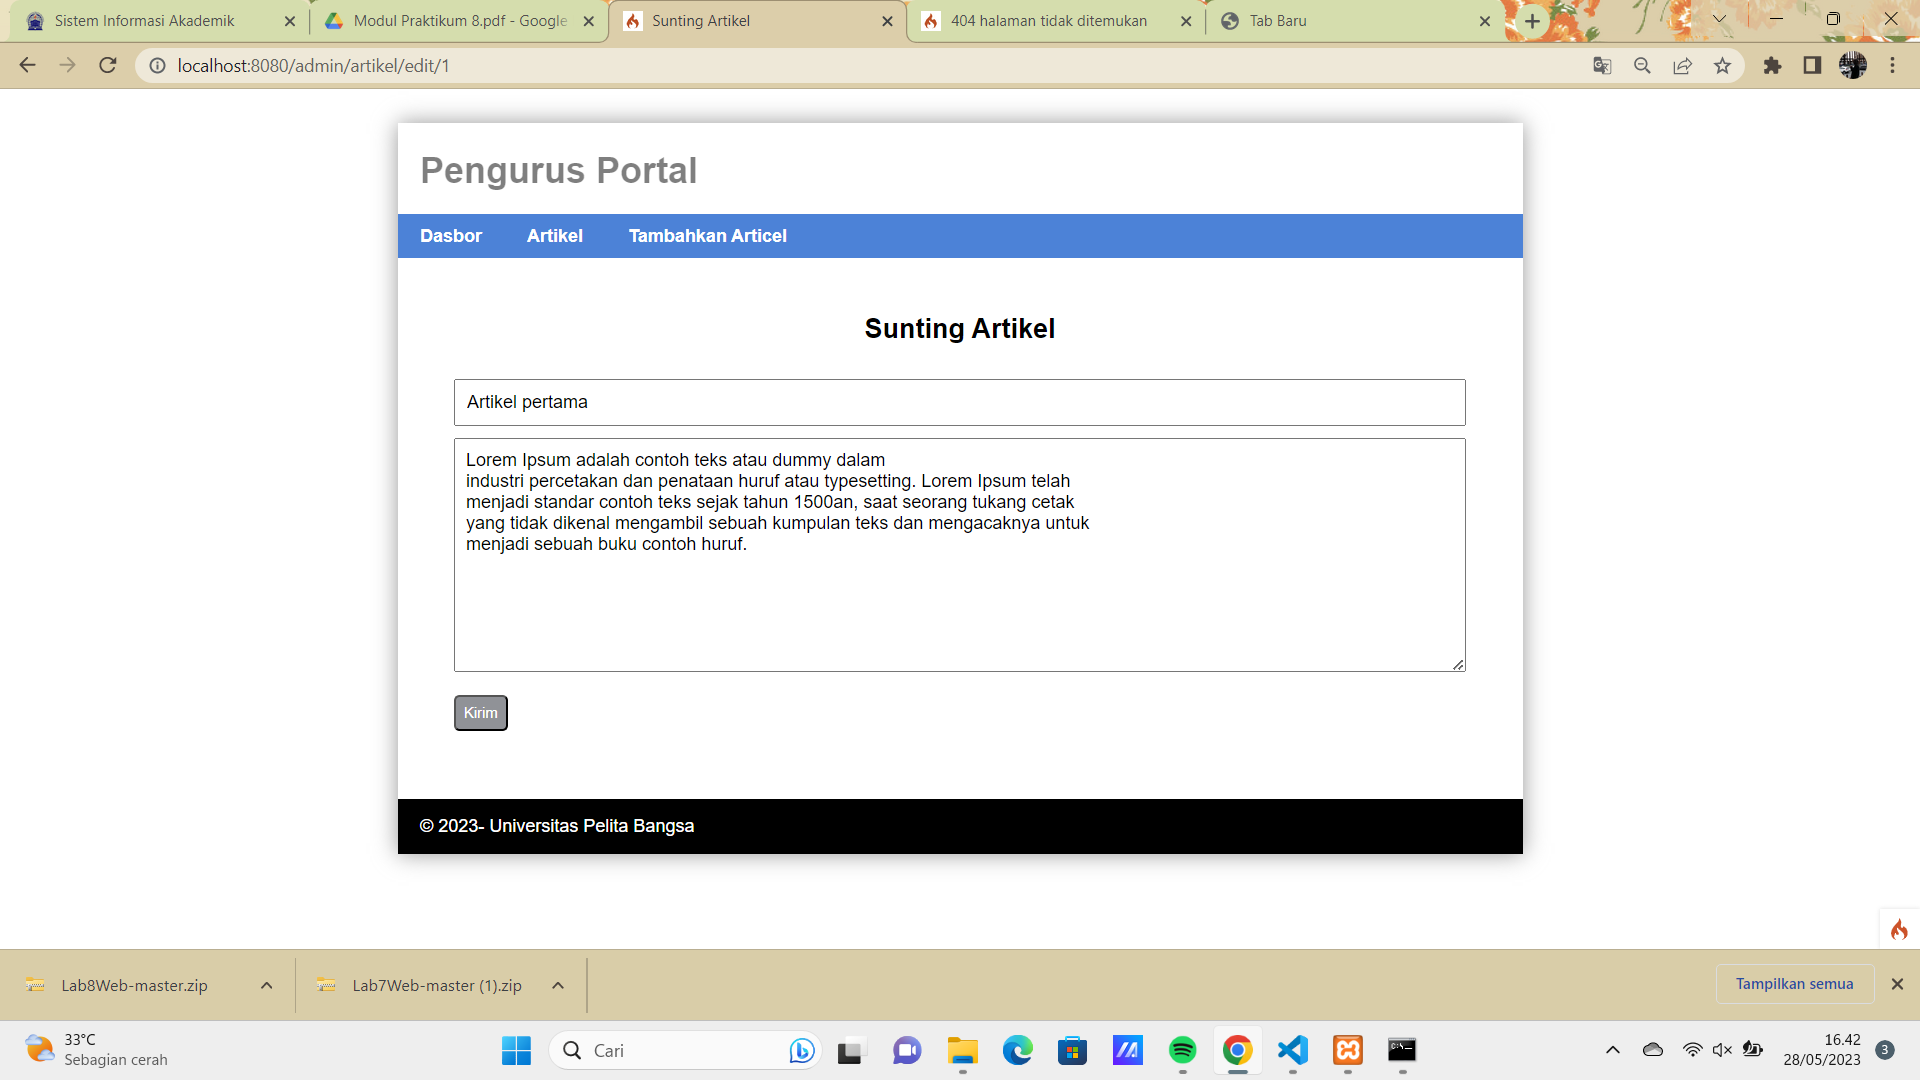 Sistem Informasi Akademik
Modul Praktikum 8.pdf - Google
Sunting Artikel
404 halaman tidak ditemukan
Tab Baru
localhost:8080/admin/artikel/edit/1
Pengurus Portal
Dasbor Artikel Tambahkan Articel
Sunting Artikel
Artikel pertama
Lorem Ipsum adalah contoh teks atau dummy dalam
industri percetakan dan penataan huruf atau typesetting. Lorem Ipsum telah
menjadi standar contoh teks sejak tahun 1500an, saat seorang tukang cetak
yang tidak dikenal mengambil sebuah kumpulan teks dan mengacaknya untuk
menjadi sebuah buku contoh huruf.
Kirim
© 2023- Universitas Pelita Bangsa
Lab8Web-master.zip
Lab7Web-master (1).zip
Tampilkan semua
33°C
Sebagian cerah
Cari
16.42
28/05/2023
3